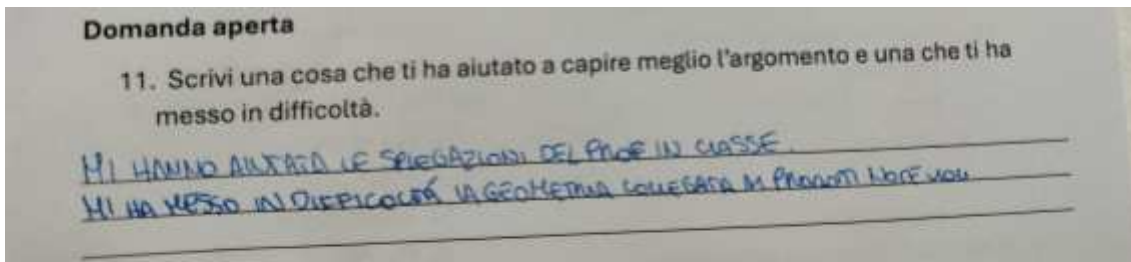 Domanda aperta
11. Scrivi una cosa che ti ha aiutato a capire meglio l'argomento e una che ti ha
messo in difficoltà.
MI HANNO AIUTATO LE SPIEGAZIONI DEL PROF IN CLASSE.
MI HA MESSO IN DIFFICOLTÁ LA GEOMETRIA COLLEGATA AI PRODOTTI NOTEVOLI